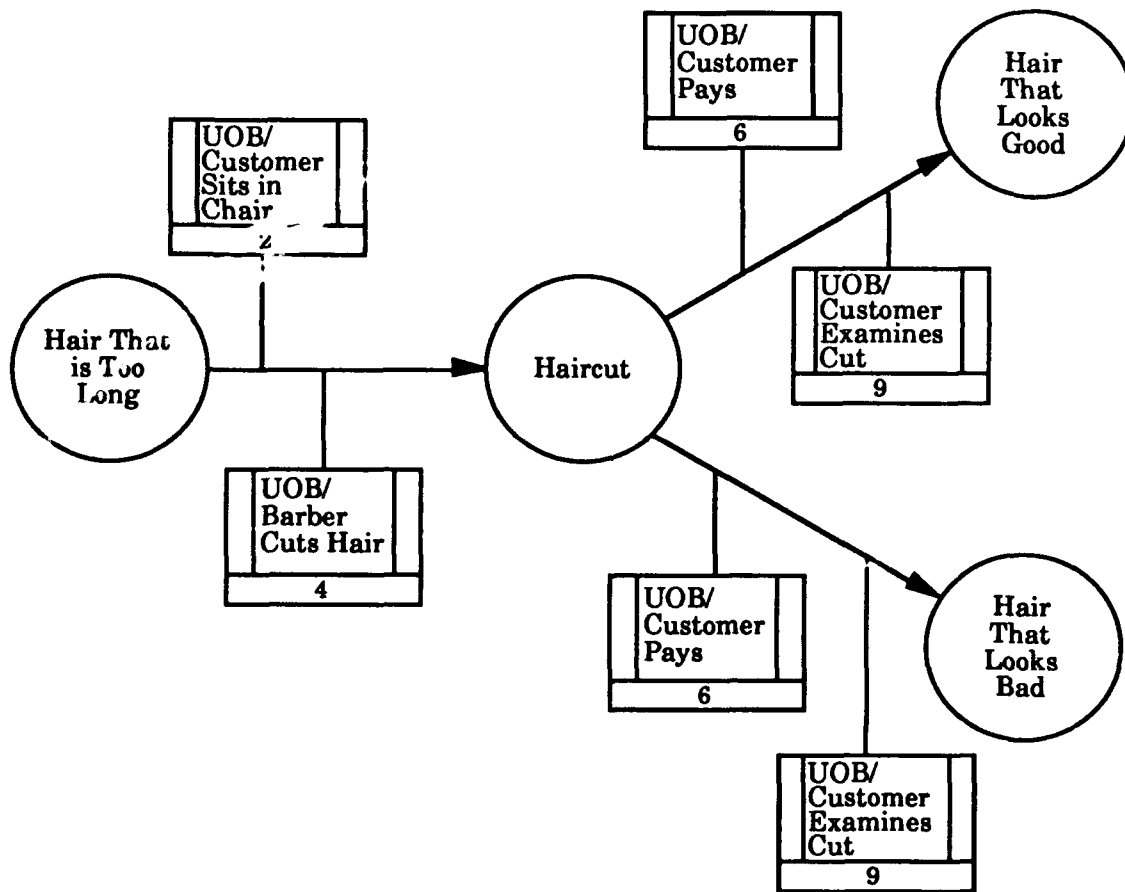 UOB/
Customer
Sits in
Chair
2
Hair That
is Too
Long
UOB/
Barber
Cuts Hair
4
Haircut
UOB/
Customer
Pays
6
Hair
That
Looks
Good
UOB/
Customer
Examines
Cut
9
UOB/
Customer
Pays
6
Hair
That
Looks
Bad
UOB/
Customer
Examines
Cut
9